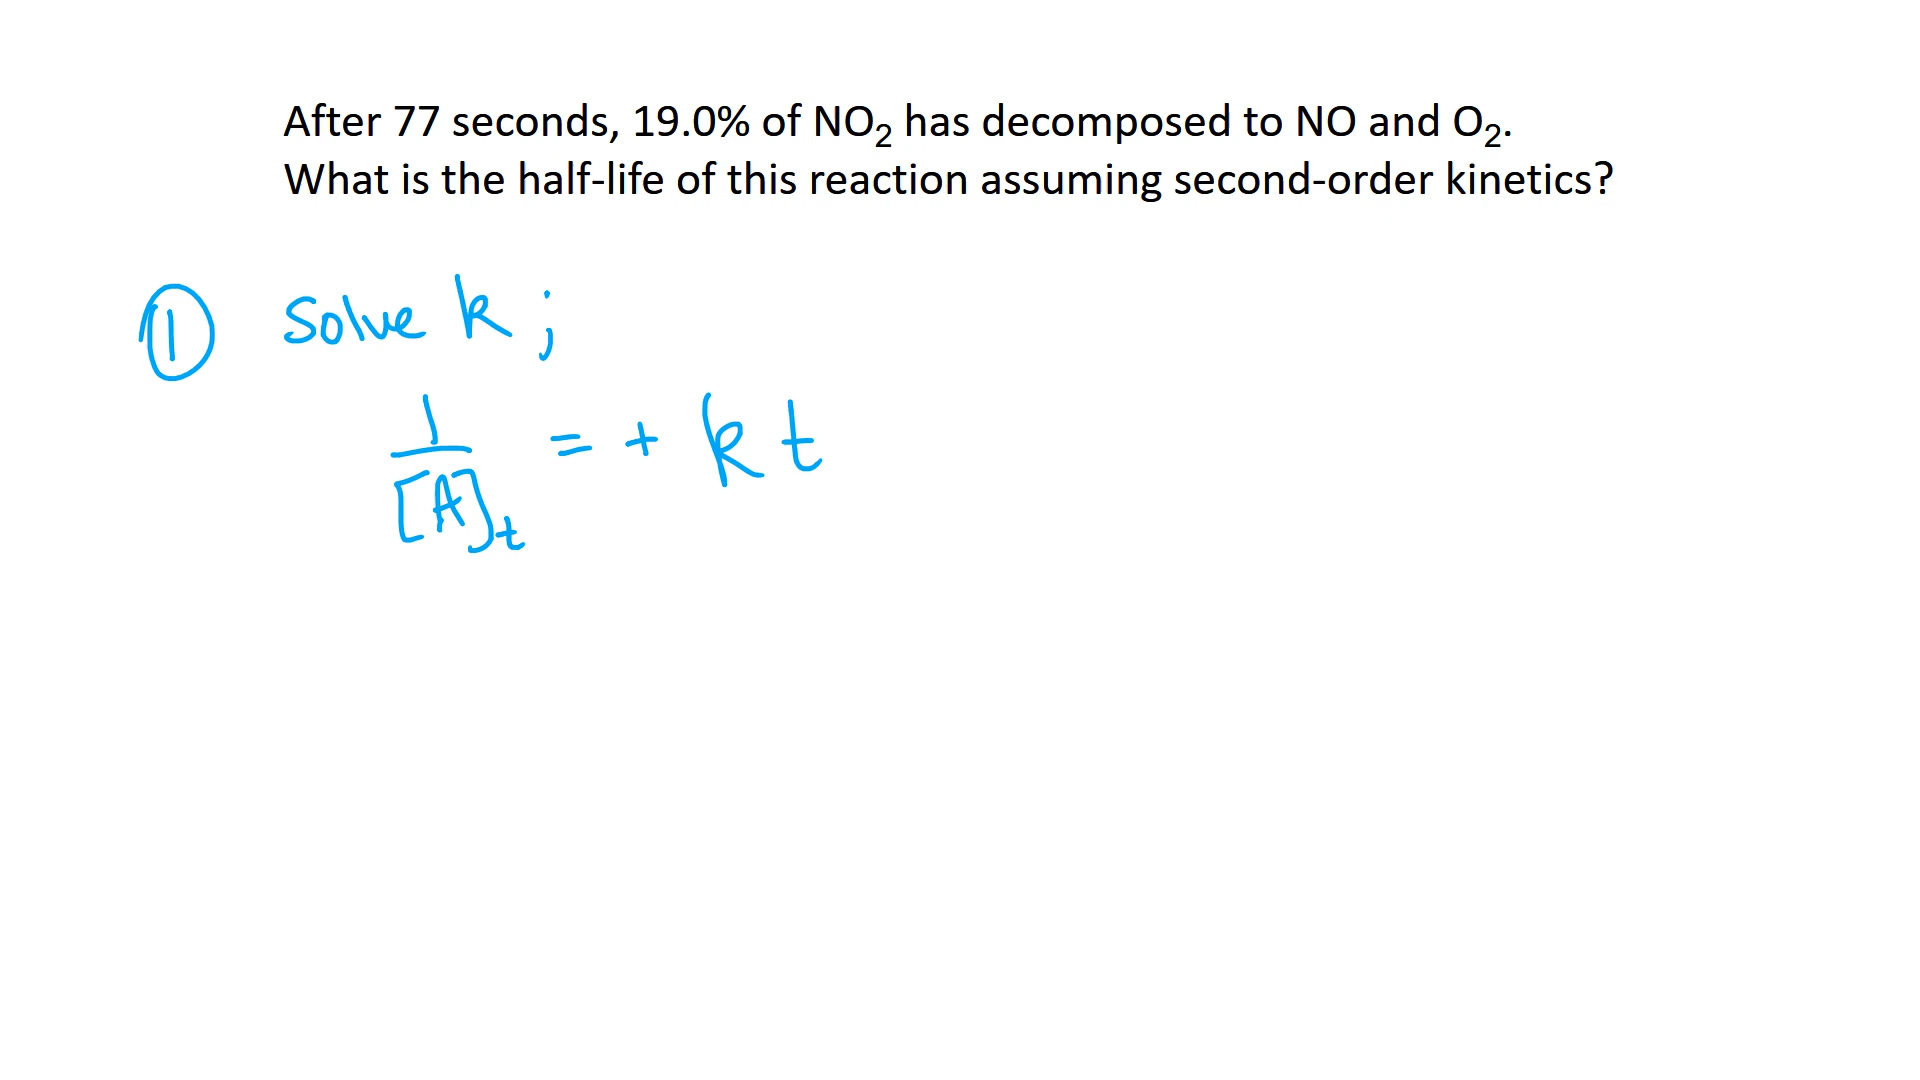 After 77 seconds, 19.0% of NO₂ has decomposed to NO and O₂.
What is the half-life of this reaction assuming second-order kinetics?
① Solve k ;
1/[A]t = + k t